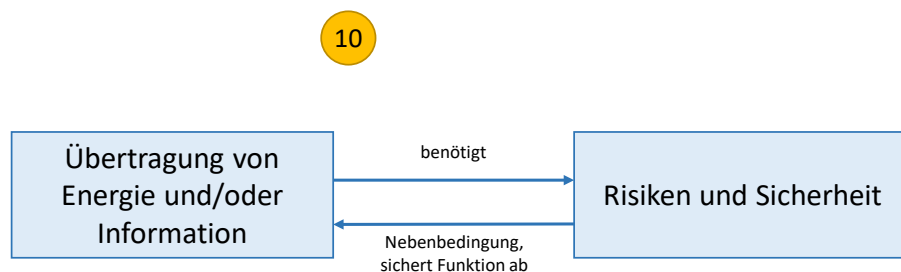 10
Übertragung von
Energie und/oder
Information
benötigt
Risiken und Sicherheit
Nebenbedingung,
sichert Funktion ab